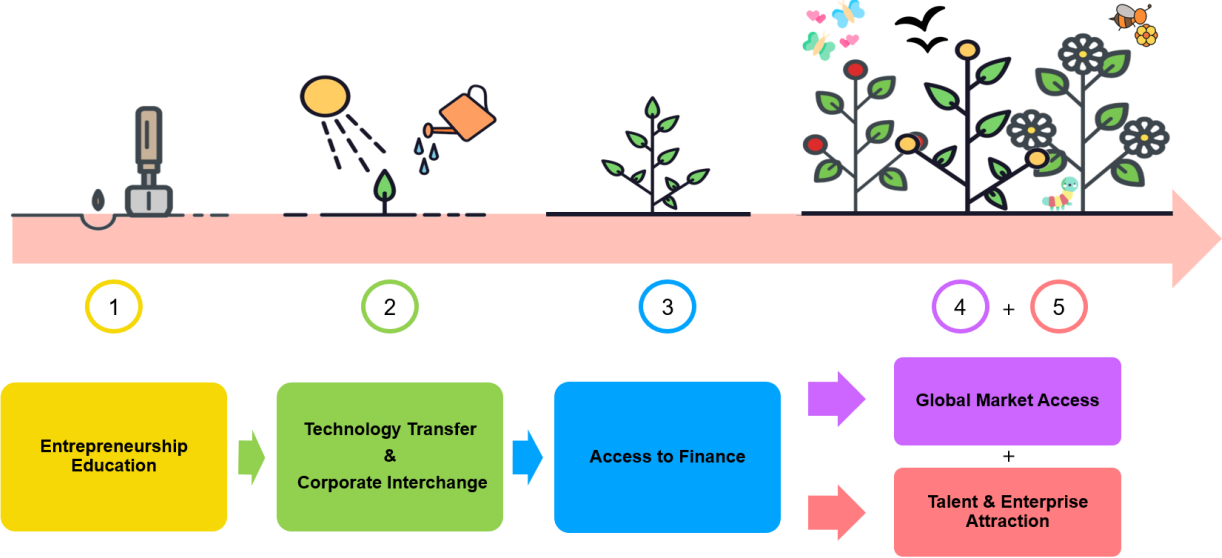 1
2
3
4 + 5
Entrepreneurship
Education
Technology Transfer
&
Corporate Interchange
Access to Finance
Global Market Access
+
Talent & Enterprise
Attraction